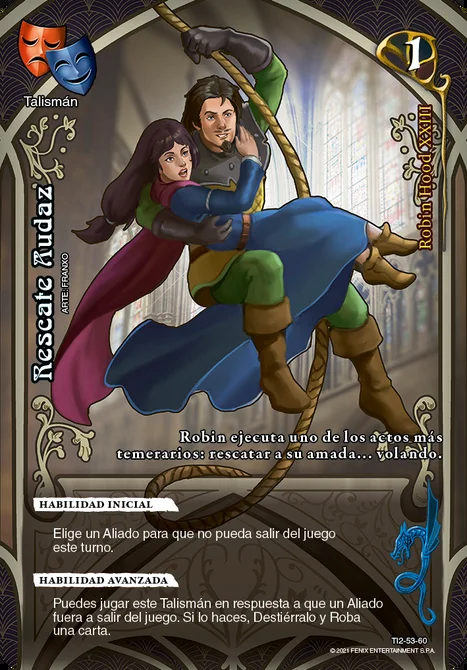 1
Talismán
Rescate Audaz
ARTE: FRANXO
Robin Hood XXIII
Robin ejecuta uno de los actos más
temerarios: rescatar a su amada... volando.
HABILIDAD INICIAL
Elige un Aliado para que no pueda salir del juego
este turno.
HABILIDAD AVANZADA
Puedes jugar este Talismán en respuesta a que un Aliado
fuera a salir del juego. Si lo haces, Destiérralo y Roba
una carta.
TI2-53-60
© 2021 FENIX ENTERTAINMENT S.P.A.